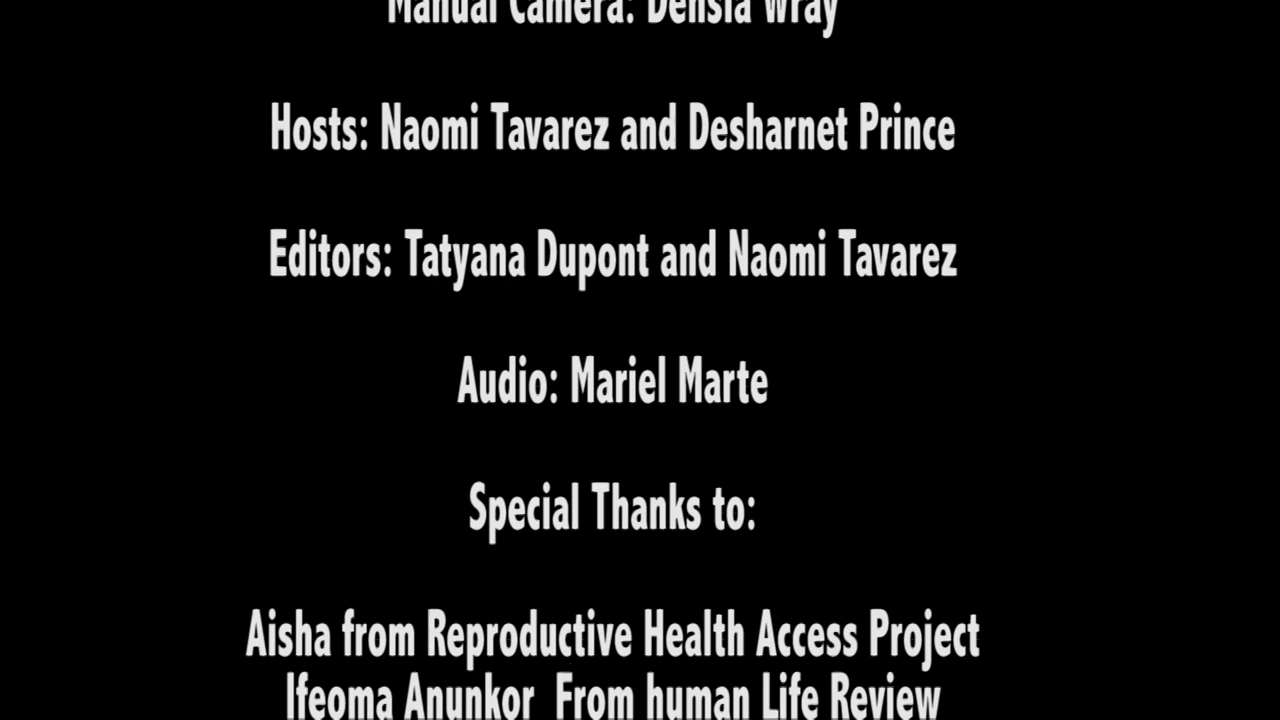 Manual Camera: Densia Wray
Hosts: Naomi Tavarez and Desharnet Prince
Editors: Tatyana Dupont and Naomi Tavarez
Audio: Mariel Marte
Special Thanks to:
Aisha from Reproductive Health Access Project
Ifeoma Anunkor From human Life Review